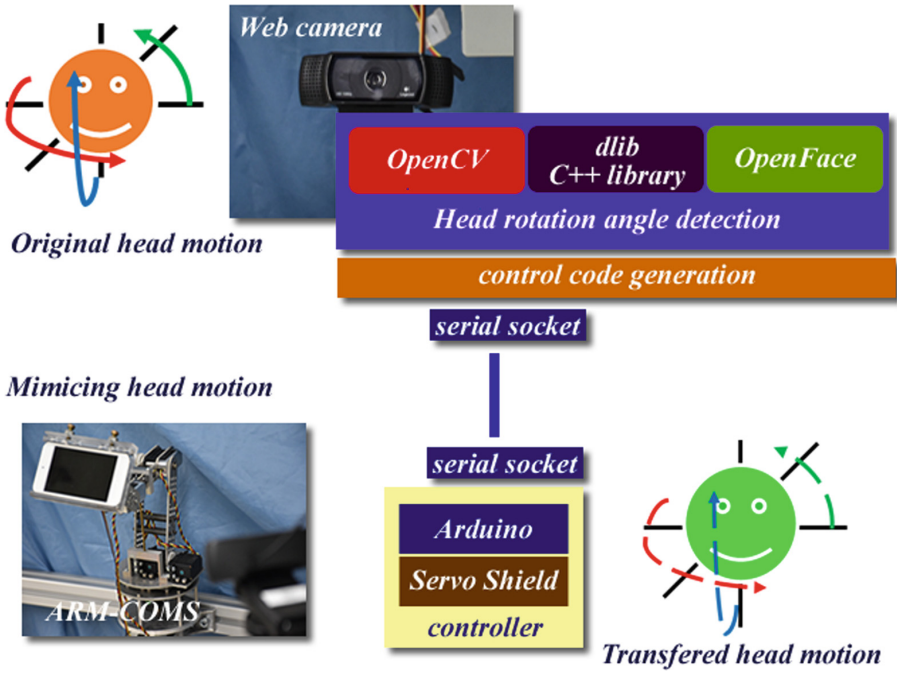 Web camera
OpenCV
dlib
C++ library
OpenFace
Head rotation angle detection
Original head motion
control code generation
serial socket
Mimicing head motion
serial socket
Arduino
Servo Shield
controller
ARM-COMS
Transfered head motion